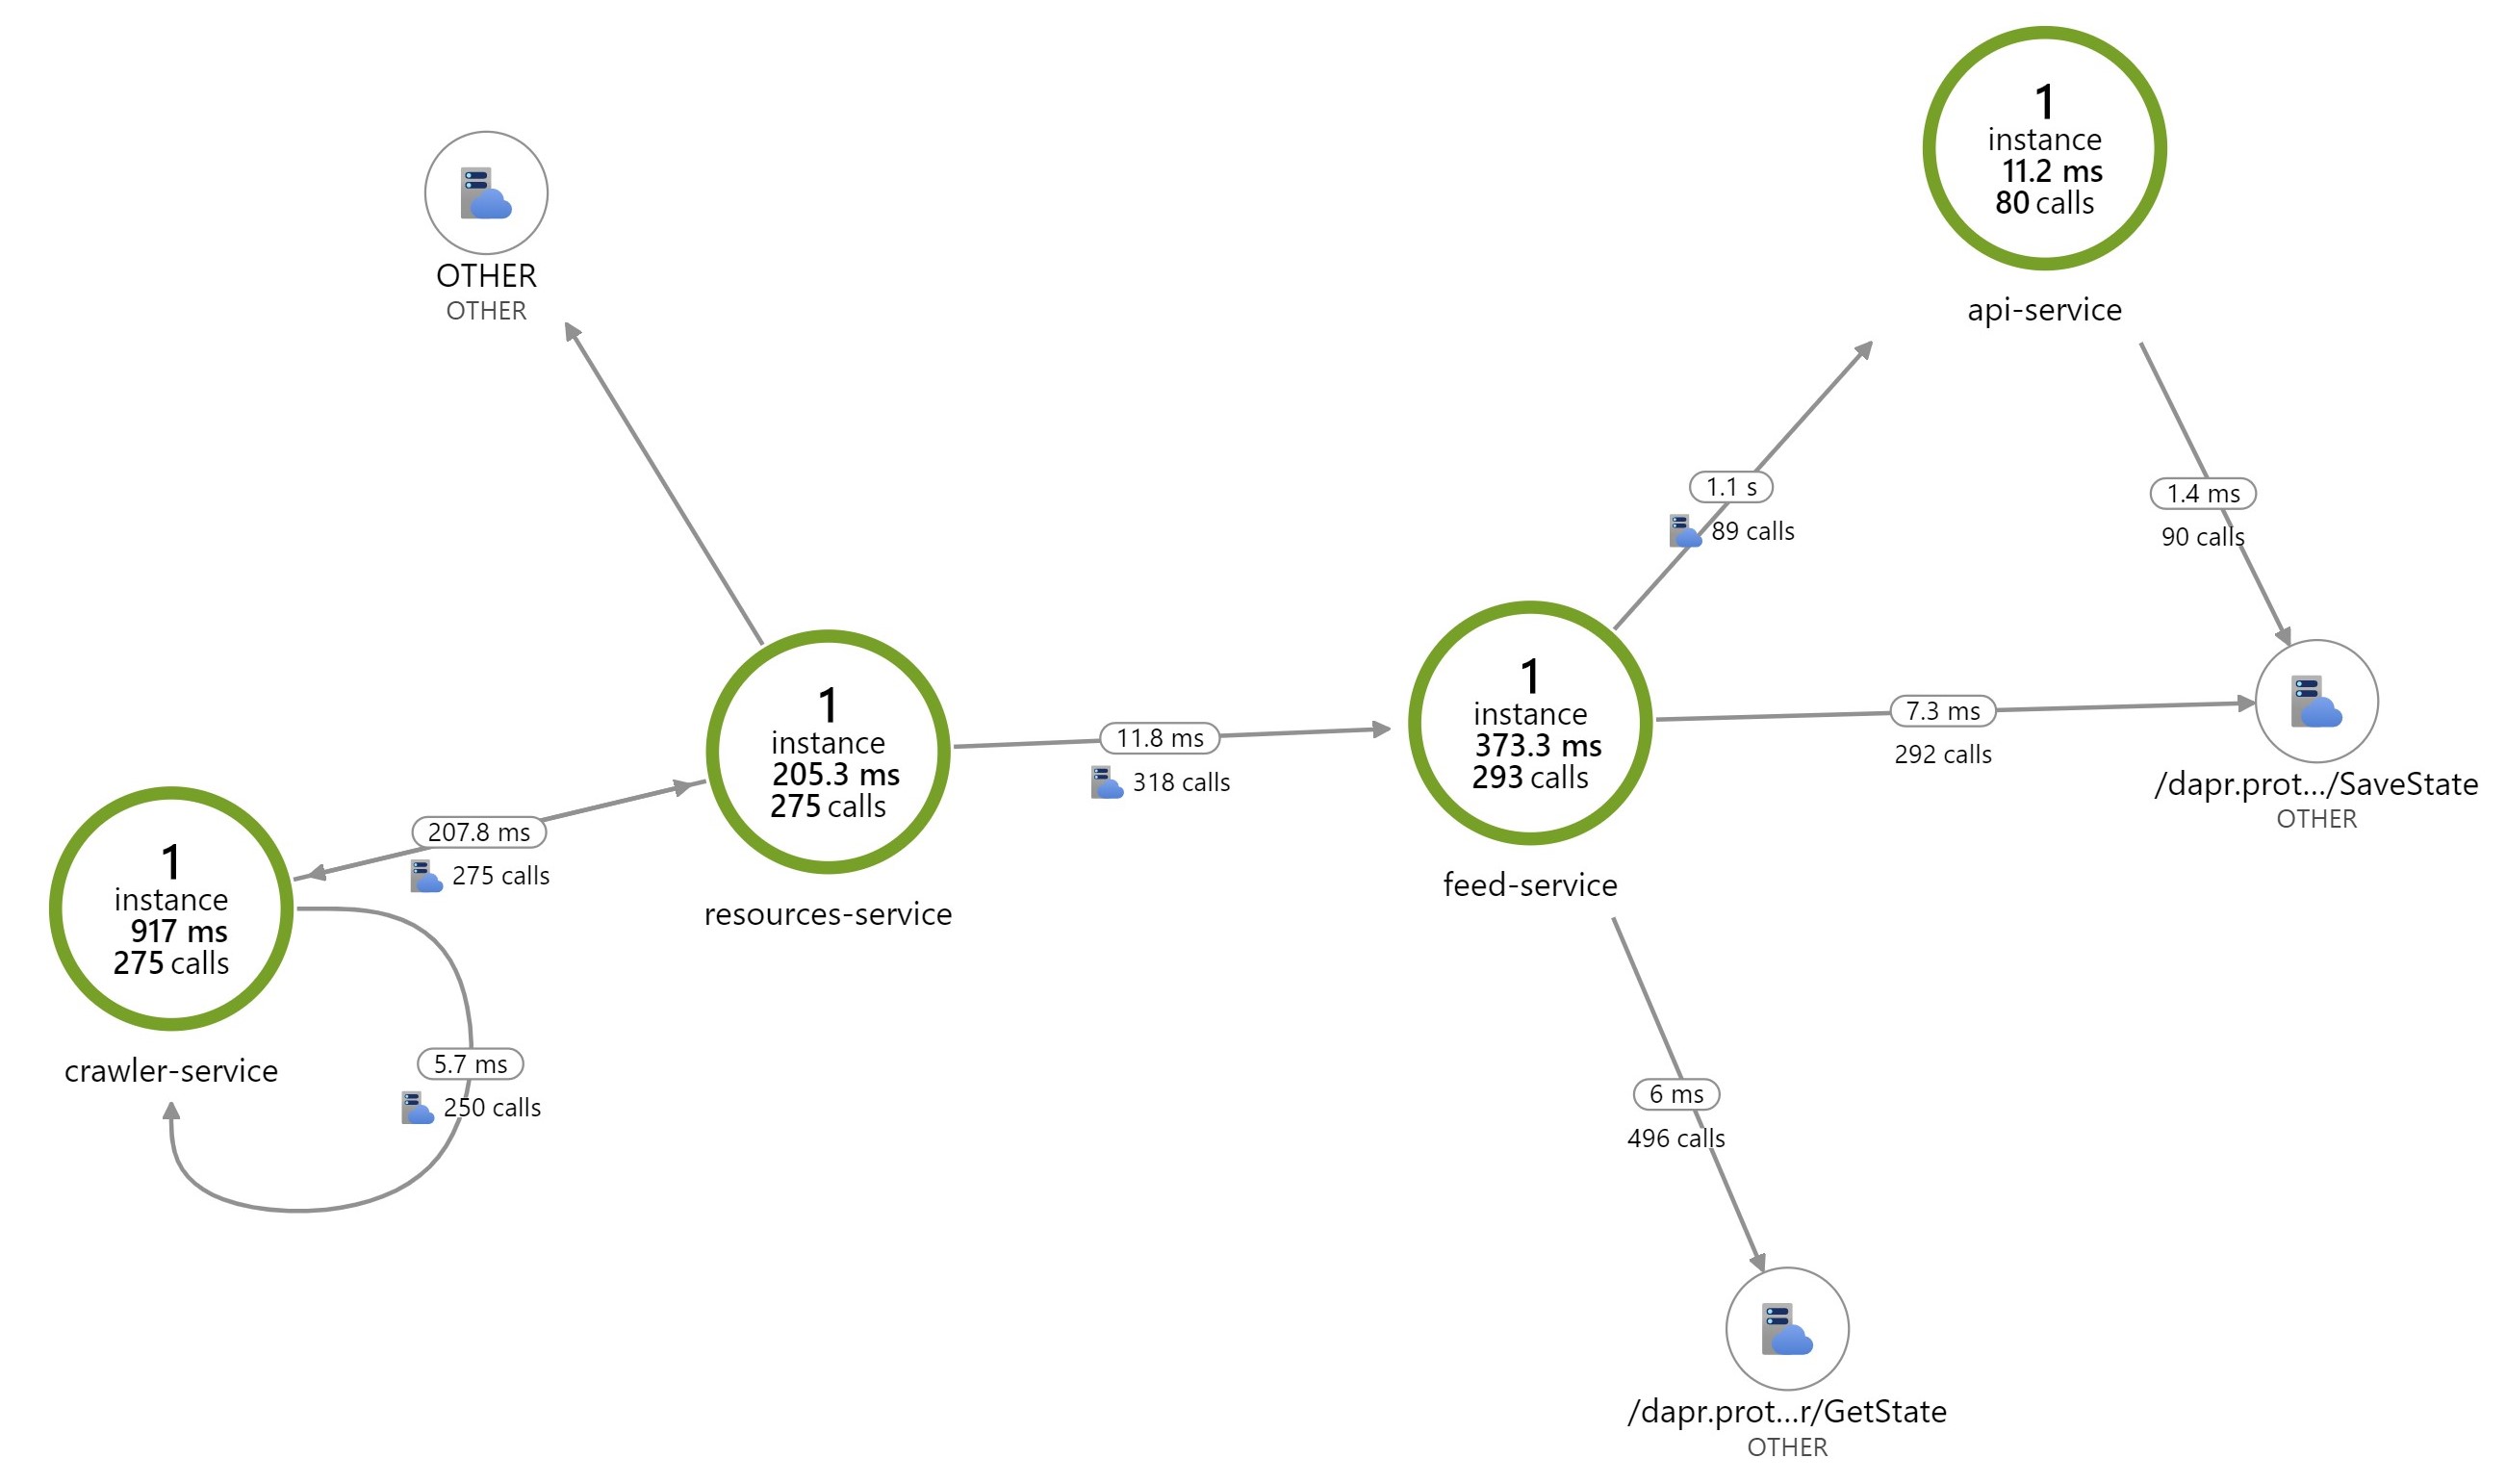 1
instance
11.2 ms
80 calls
api-service
OTHER
OTHER
1.1 s
89 calls
1.4 ms
90 calls
1
instance
205.3 ms
275 calls
resources-service
11.8 ms
318 calls
1
instance
373.3 ms
293 calls
feed-service
7.3 ms
292 calls
/dapr.prot.../SaveState
OTHER
207.8 ms
275 calls
1
instance
917 ms
275 calls
crawler-service
5.7 ms
250 calls
6 ms
496 calls
/dapr.prot...r/GetState
OTHER